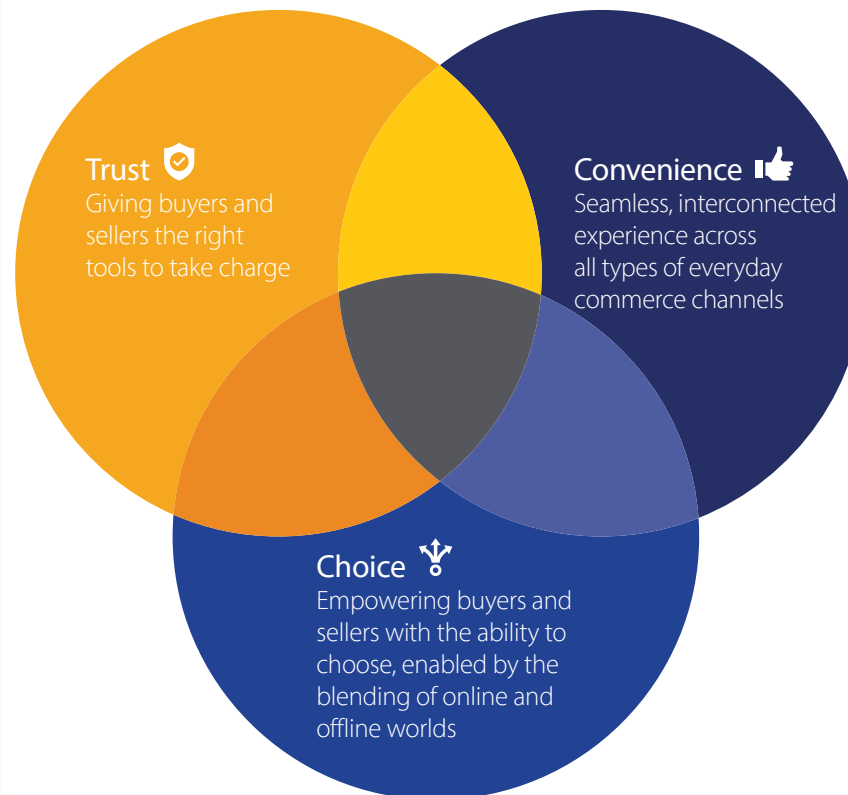 Trust
Giving buyers and
sellers the right
tools to take charge
Convenience
Seamless, interconnected
experience across
all types of everyday
commerce channels
Choice
Empowering buyers and
sellers with the ability to
choose, enabled by the
blending of online and
offline worlds